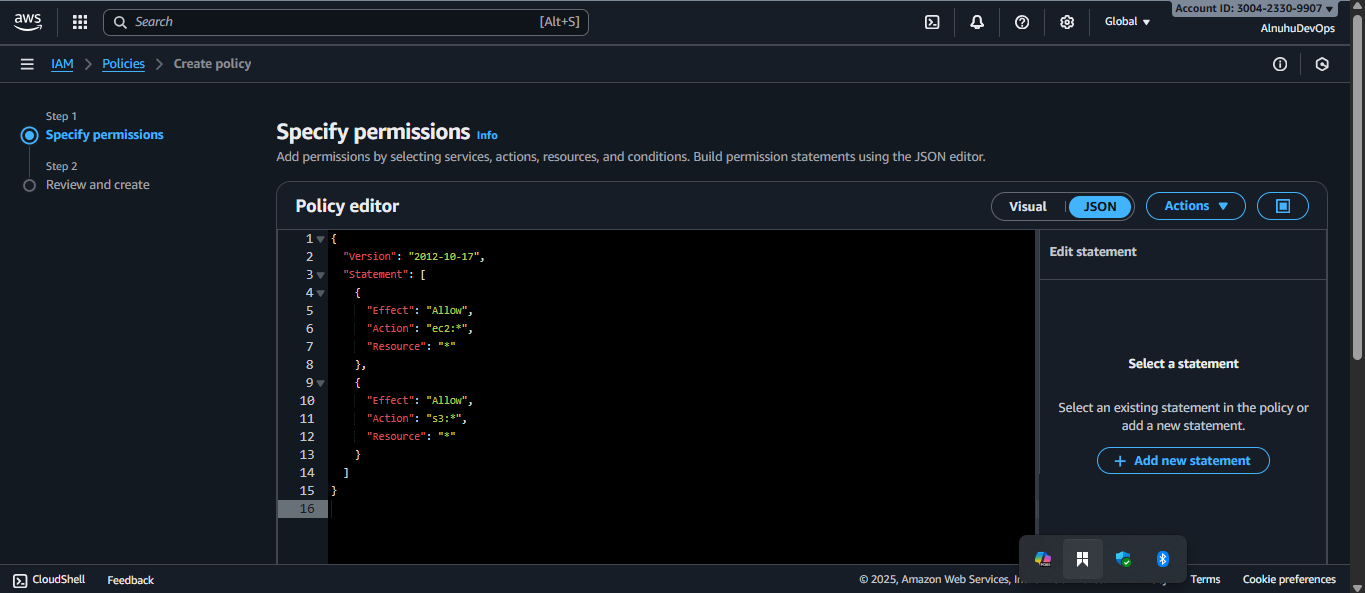 aws
Search [Alt+S]
Global
Account ID: 3004-2330-9907
AlnuhuDevOps
IAM > Policies > Create policy
Step 1
Specify permissions
Step 2
Review and create
Specify permissions Info
Add permissions by selecting services, actions, resources, and conditions. Build permission statements using the JSON editor.
Policy editor
Visual JSON Actions
1 {
2 "Version": "2012-10-17",
3 "Statement": [
4 {
5 "Effect": "Allow",
6 "Action": "ec2:*",
7 "Resource": "*"
8 },
9 {
10 "Effect": "Allow",
11 "Action": "s3:*",
12 "Resource": "*"
13 }
14 ]
15 }
16
Edit statement
Select a statement
Select an existing statement in the policy or
add a new statement.
+ Add new statement
CloudShell Feedback
© 2025, Amazon Web Services, Terms Cookie preferences